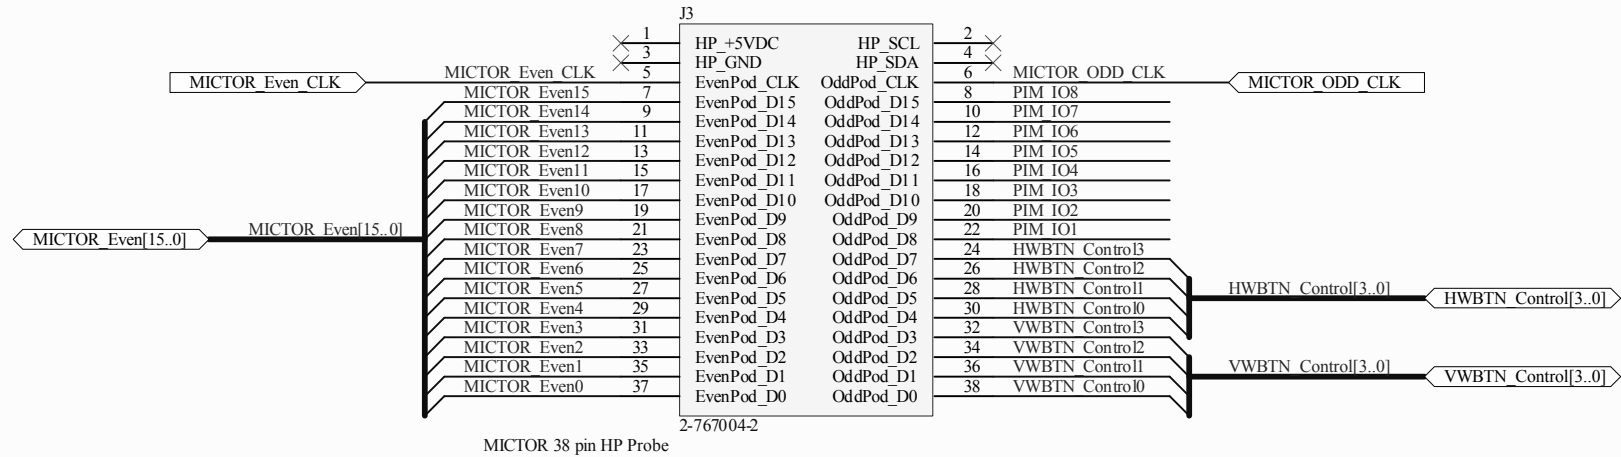 J3
1 HP_+5VDC HP_SCL 2
3 HP_GND HP_SDA 4
MICTOR_Even_CLK MICTOR_Even_CLK 5 EvenPod_CLK OddPod_CLK 6 MICTOR_ODD_CLK MICTOR_ODD_CLK
MICTOR_Even15 7 EvenPod_D15 OddPod_D15 8 PIM_IO8
MICTOR_Even14 9 EvenPod_D14 OddPod_D14 10 PIM_IO7
MICTOR_Even13 11 EvenPod_D13 OddPod_D13 12 PIM_IO6
MICTOR_Even12 13 EvenPod_D12 OddPod_D12 14 PIM_IO5
MICTOR_Even11 15 EvenPod_D11 OddPod_D11 16 PIM_IO4
MICTOR_Even10 17 EvenPod_D10 OddPod_D10 18 PIM_IO3
MICTOR_Even9 19 EvenPod_D9 OddPod_D9 20 PIM_IO2
MICTOR_Even[15..0] MICTOR_Even[15..0] MICTOR_Even8 21 EvenPod_D8 OddPod_D8 22 PIM_IO1
MICTOR_Even7 23 EvenPod_D7 OddPod_D7 24 HWBTN_Control3
MICTOR_Even6 25 EvenPod_D6 OddPod_D6 26 HWBTN_Control2
MICTOR_Even5 27 EvenPod_D5 OddPod_D5 28 HWBTN_Control1 HWBTN_Control[3..0] HWBTN_Control[3..0]
MICTOR_Even4 29 EvenPod_D4 OddPod_D4 30 HWBTN_Control0
MICTOR_Even3 31 EvenPod_D3 OddPod_D3 32 VWBTN_Control3
MICTOR_Even2 33 EvenPod_D2 OddPod_D2 34 VWBTN_Control2
MICTOR_Even1 35 EvenPod_D1 OddPod_D1 36 VWBTN_Control1 VWBTN_Control[3..0] VWBTN_Control[3..0]
MICTOR_Even0 37 EvenPod_D0 OddPod_D0 38 VWBTN_Control0
2-767004-2
MICTOR 38 pin HP Probe